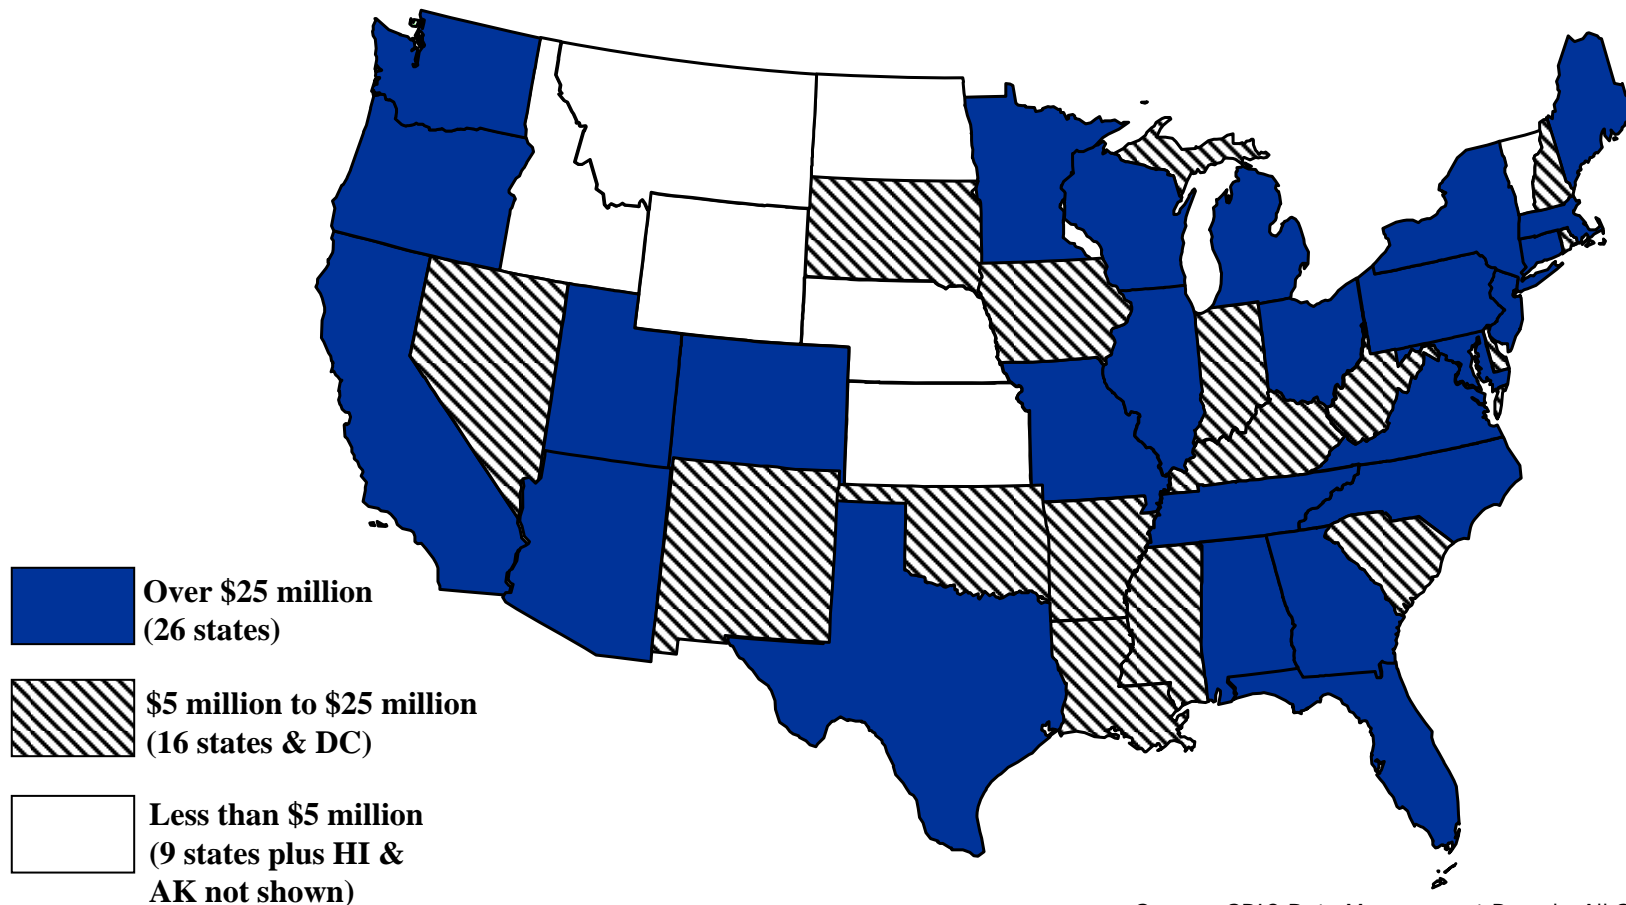 Over $25 million
(26 states)
$5 million to $25 million
(16 states & DC)
Less than $5 million
(9 states plus HI &
AK not shown)